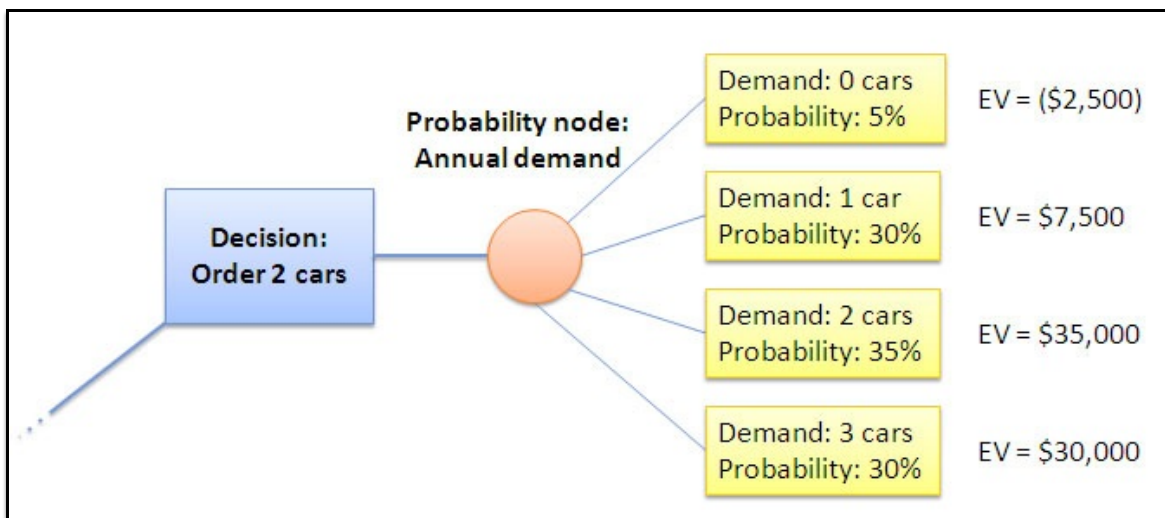 Decision:
Order 2 cars
Probability node:
Annual demand
Demand: 0 cars
Probability: 5%
EV = ($2,500)
Demand: 1 car
Probability: 30%
EV = $7,500
Demand: 2 cars
Probability: 35%
EV = $35,000
Demand: 3 cars
Probability: 30%
EV = $30,000